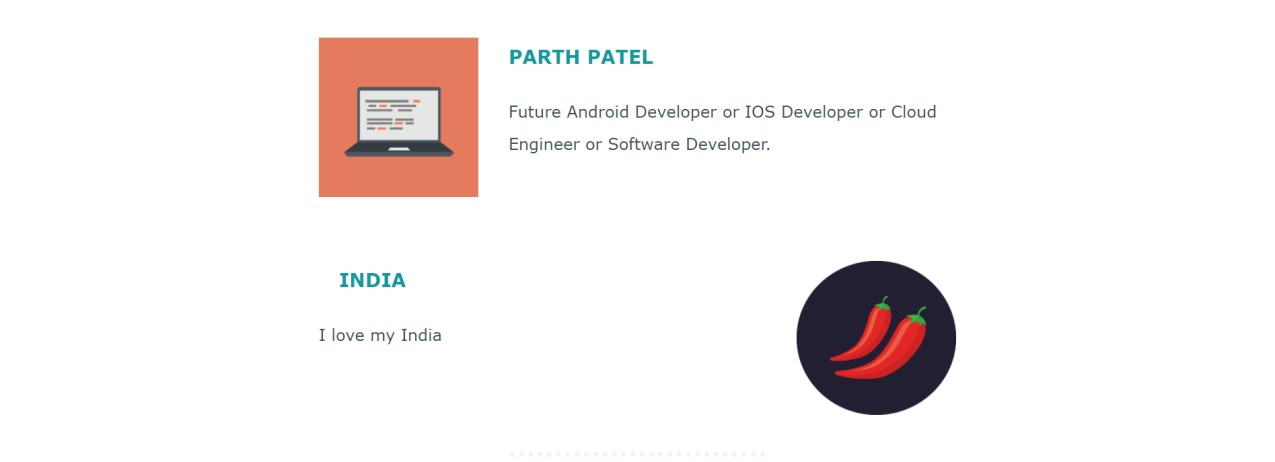 PARTH PATEL
Future Android Developer or IOS Developer or Cloud
Engineer or Software Developer.
INDIA
I love my India